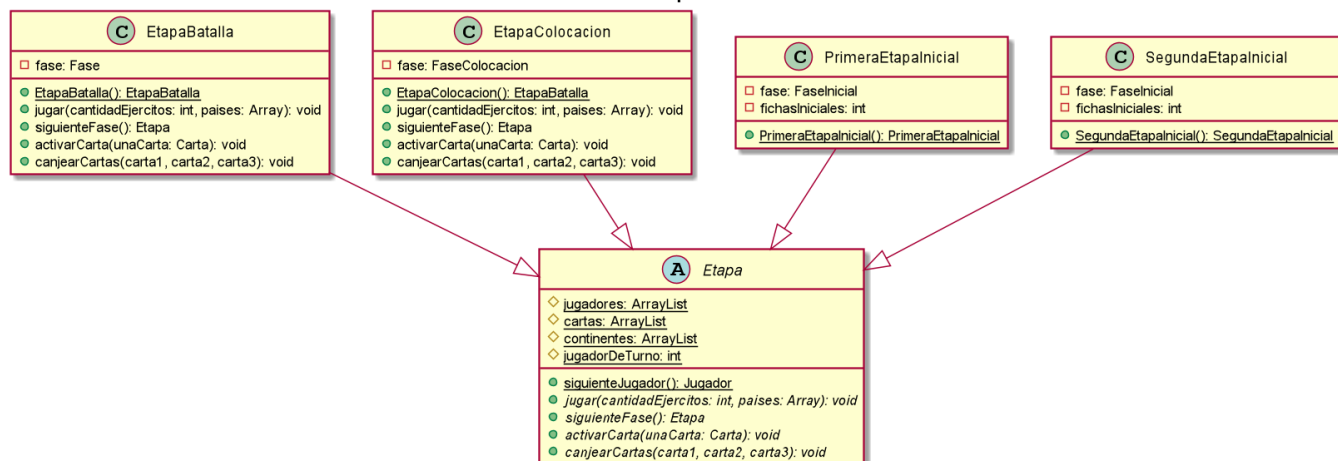 C EtapaBatalla
fase: Fase
EtapaBatalla(): EtapaBatalla
jugar(cantidadEjercitos: int, paises: Array): void
siguienteFase(): Etapa
activarCarta(unaCarta: Carta): void
canjearCartas(carta1, carta2, carta3): void
C EtapaColocacion
fase: FaseColocacion
EtapaColocacion(): EtapaBatalla
jugar(cantidadEjercitos: int, paises: Array): void
siguienteFase(): Etapa
activarCarta(unaCarta: Carta): void
canjearCartas(carta1, carta2, carta3): void
C PrimeraEtapaInicial
fase: FaseInicial
fichasIniciales: int
PrimeraEtapaInicial(): PrimeraEtapaInicial
C SegundaEtapaInicial
fase: FaseInicial
fichasIniciales: int
SegundaEtapaInicial(): SegundaEtapaInicial
A Etapa
jugadores: ArrayList
cartas: ArrayList
continentes: ArrayList
jugadorDeTurno: int
siguienteJugador(): Jugador
jugar(cantidadEjercitos: int, paises: Array): void
siguienteFase(): Etapa
activarCarta(unaCarta: Carta): void
canjearCartas(carta1, carta2, carta3): void